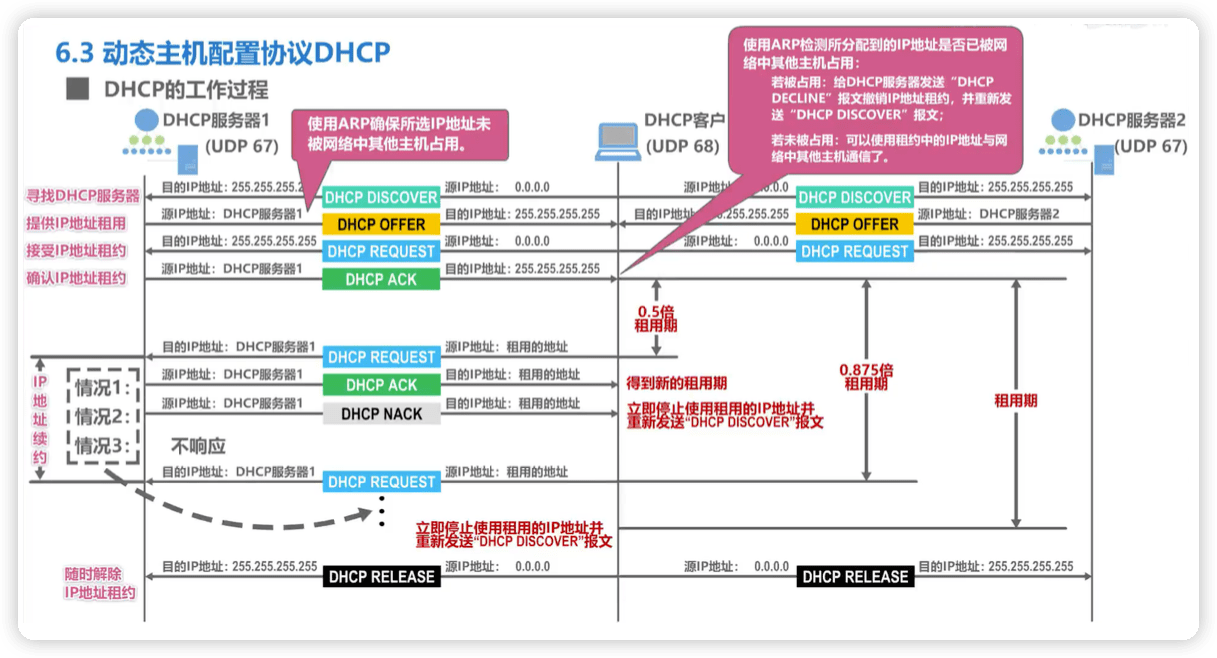 6.3 动态主机配置协议DHCP
DHCP的工作过程
使用ARP检测所分配到的IP地址是否已被网
络中其他主机占用：
若被占用：给DHCP服务器发送“DHCP
DECLINE”报文撤销IP地址租约，并重新发
送“DHCP DISCOVER”报文；
若未被占用：可以使用租约中的IP地址与网
络中其他主机通信了。
DHCP服务器1
(UDP 67)
使用ARP确保所选IP地址未
被网络中其他主机占用。
DHCP客户
(UDP 68)
DHCP服务器2
(UDP 67)
寻找DHCP服务器
目的IP地址：255.255.255.2
DHCP DISCOVER
源IP地址： 0.0.0.0
源IP地址 0.0.0.0
DHCP DISCOVER
目的IP地址：255.255.255.255
提供IP地址租用
源IP地址：DHCP服务器1
DHCP OFFER
目的IP地址：255.255.255.255
目的IP地址 255.255.255
DHCP OFFER
源IP地址：DHCP服务器2
接受IP地址租约
目的IP地址：255.255.255.255
DHCP REQUEST
源IP地址： 0.0.0.0
源IP地址： 0.0.0.0
DHCP REQUEST
目的IP地址：255.255.255.255
确认IP地址租约
源IP地址：DHCP服务器1
DHCP ACK
目的IP地址：255.255.255.255
0.5倍
租用期
0.875倍
租用期
租用期
目的IP地址：DHCP服务器1
DHCP REQUEST
源IP地址：租用的地址
IP地址续约
情况1：
源IP地址：DHCP服务器1
DHCP ACK
目的IP地址：租用的地址
得到新的租用期
情况2：
源IP地址：DHCP服务器1
DHCP NACK
目的IP地址：租用的地址
立即停止使用租用的IP地址并
重新发送“DHCP DISCOVER”报文
情况3：
不响应
目的IP地址：DHCP服务器1
DHCP REQUEST
源IP地址：租用的地址
立即停止使用租用的IP地址并
重新发送“DHCP DISCOVER”报文
随时解除
IP地址租约
目的IP地址：255.255.255.255
DHCP RELEASE
源IP地址： 0.0.0.0
源IP地址： 0.0.0.0
DHCP RELEASE
目的IP地址：255.255.255.255